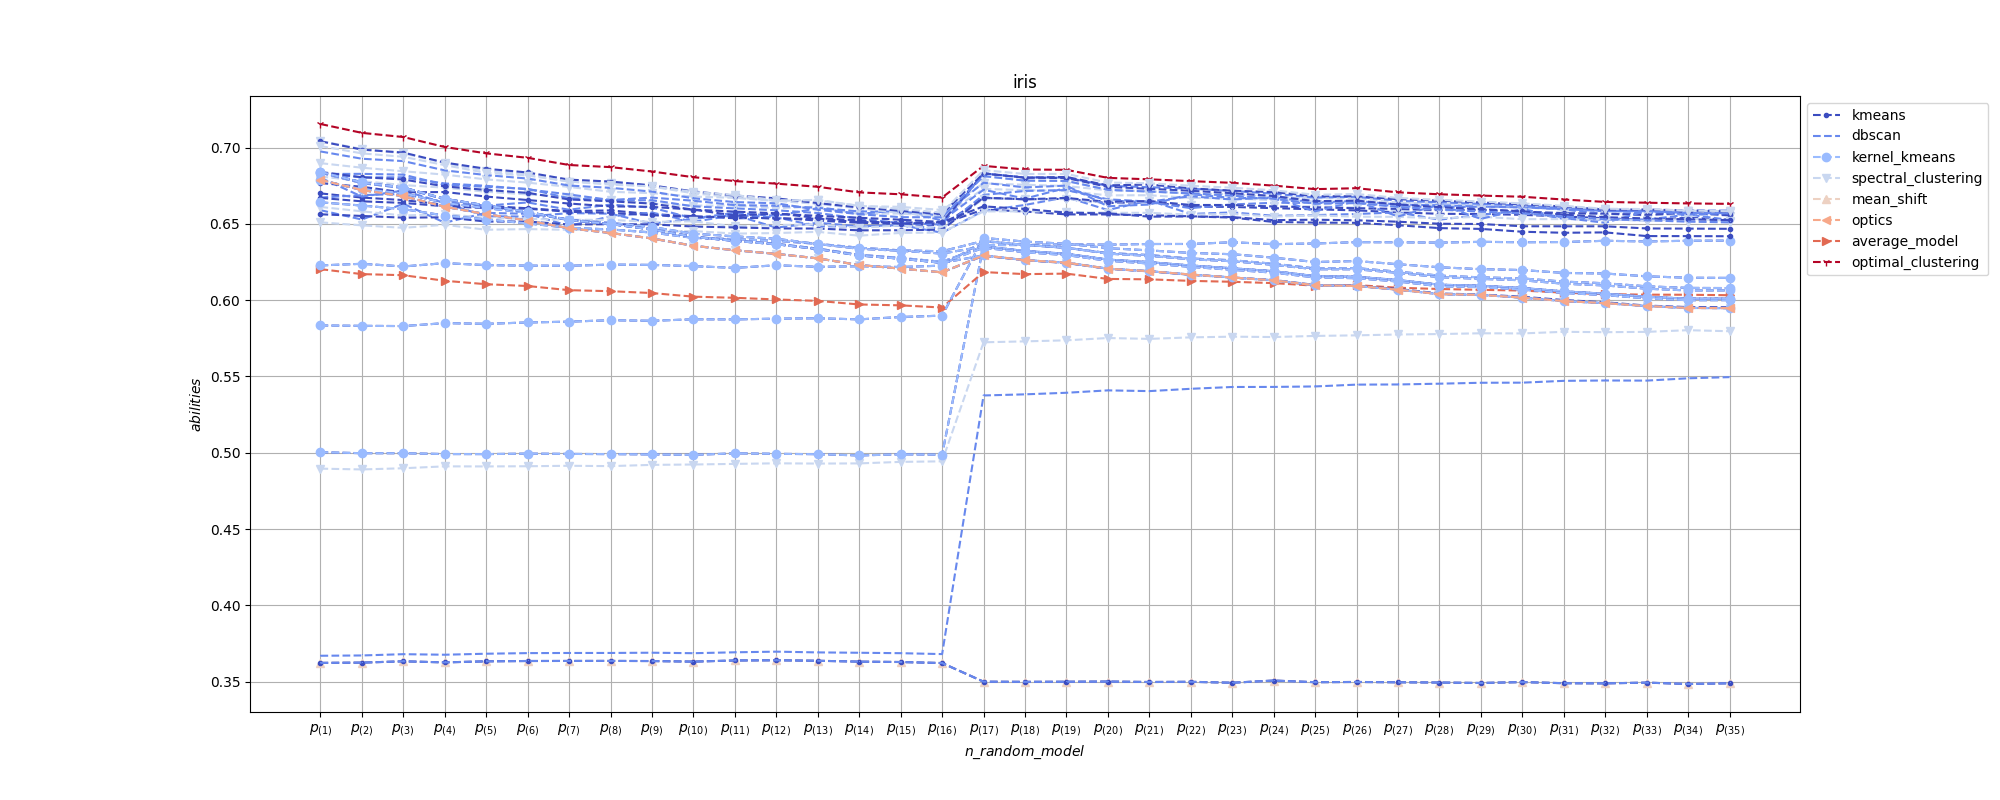 iris
0.70
0.65
0.60
0.55
0.50
0.45
0.40
0.35
abilities
p(1) p(2) p(3) p(4) p(5) p(6) p(7) p(8) p(9) p(10) p(11) p(12) p(13) p(14) p(15) p(16) p(17) p(18) p(19) p(20) p(21) p(22) p(23) p(24) p(25) p(26) p(27) p(28) p(29) p(30) p(31) p(32) p(33) p(34) p(35)
n_random_model
kmeans
dbscan
kernel_kmeans
spectral_clustering
mean_shift
optics
average_model
optimal_clustering